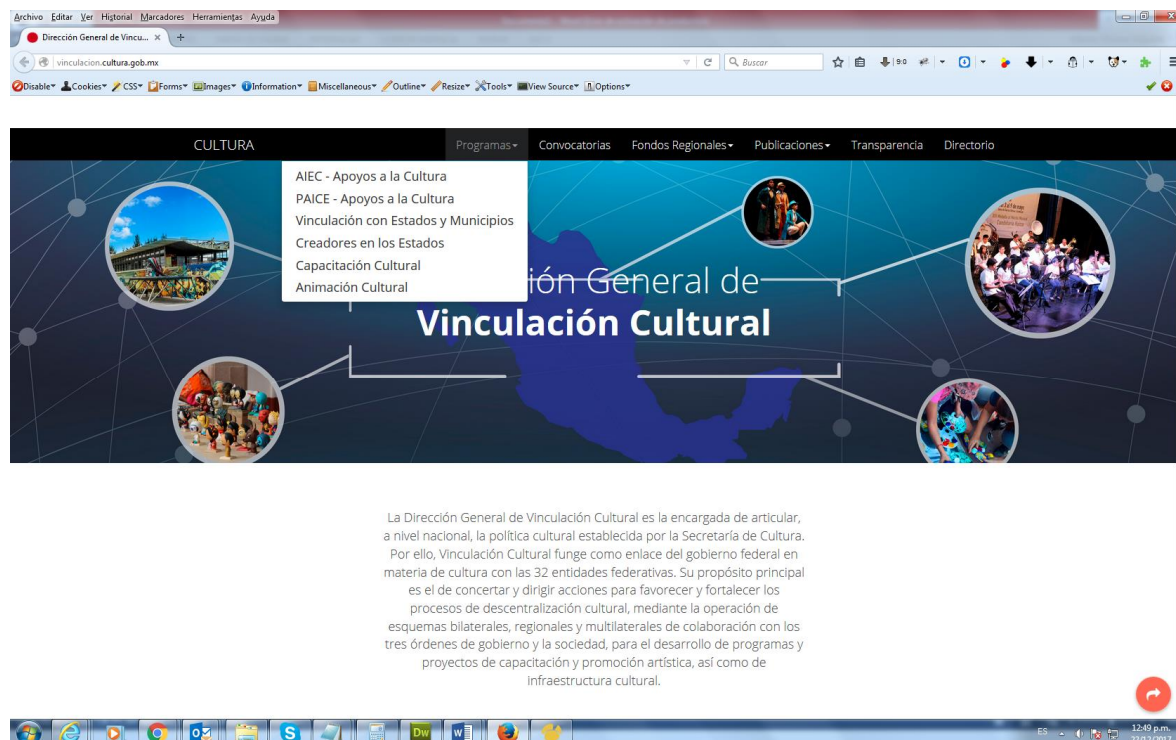 Archivo Editar Ver Historial Marcadores Herramientas Ayuda
Dirección General de Vincu... × +
vinculacion.cultura.gob.mx
Buscar
9.0
Disable Cookies CSS Forms Images Information Miscellaneous Outline Resize Tools View Source Options
CULTURA Programas Convocatorias Fondos Regionales Publicaciones Transparencia Directorio
AIEC - Apoyos a la Cultura
PAICE - Apoyos a la Cultura
Vinculación con Estados y Municipios
Creadores en los Estados
Capacitación Cultural
Animación Cultural
ión General de
Vinculación Cultural
La Dirección General de Vinculación Cultural es la encargada de articular,
a nivel nacional, la política cultural establecida por la Secretaría de Cultura.
Por ello, Vinculación Cultural funge como enlace del gobierno federal en
materia de cultura con las 32 entidades federativas. Su propósito principal
es el de concertar y dirigir acciones para favorecer y fortalecer los
procesos de descentralización cultural, mediante la operación de
esquemas bilaterales, regionales y multilaterales de colaboración con los
tres órdenes de gobierno y la sociedad, para el desarrollo de programas y
proyectos de capacitación y promoción artística, así como de
infraestructura cultural.
Dw
ES 12:49 p.m.
22/12/2017